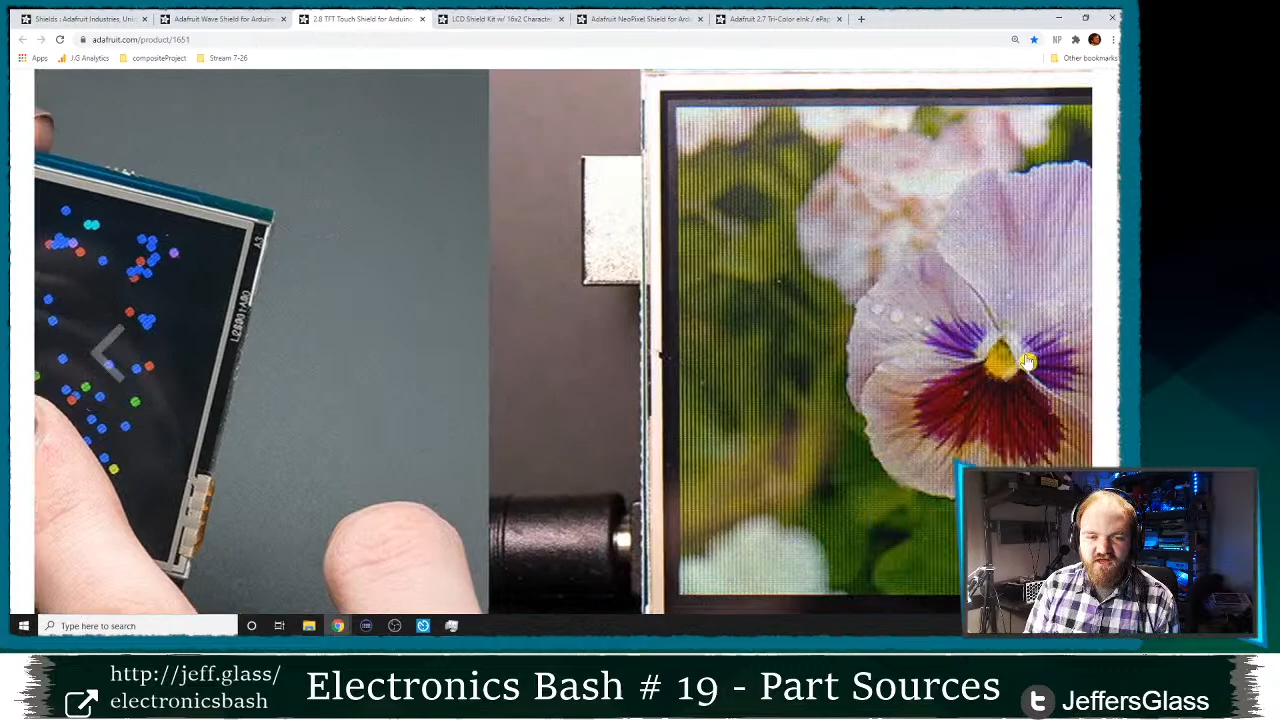 Shields : Adafruit Industries, Uni
Adafruit Wave Shield for Arduino
2.8 TFT Touch Shield for Arduino
LCD Shield Kit w/ 16x2 Character
Adafruit NeoPixel Shield for Ardu
Adafruit 2.7 Tri-Color eInk / ePap
adafruit.com/product/1651
NP
Apps
J.G Analytics
compositeProject
Stream 7-26
Other bookmarks
A3
Type here to search
http://jeff.glass/
electronicsbash
Electronics Bash # 19 - Part Sources
JeffersGlass